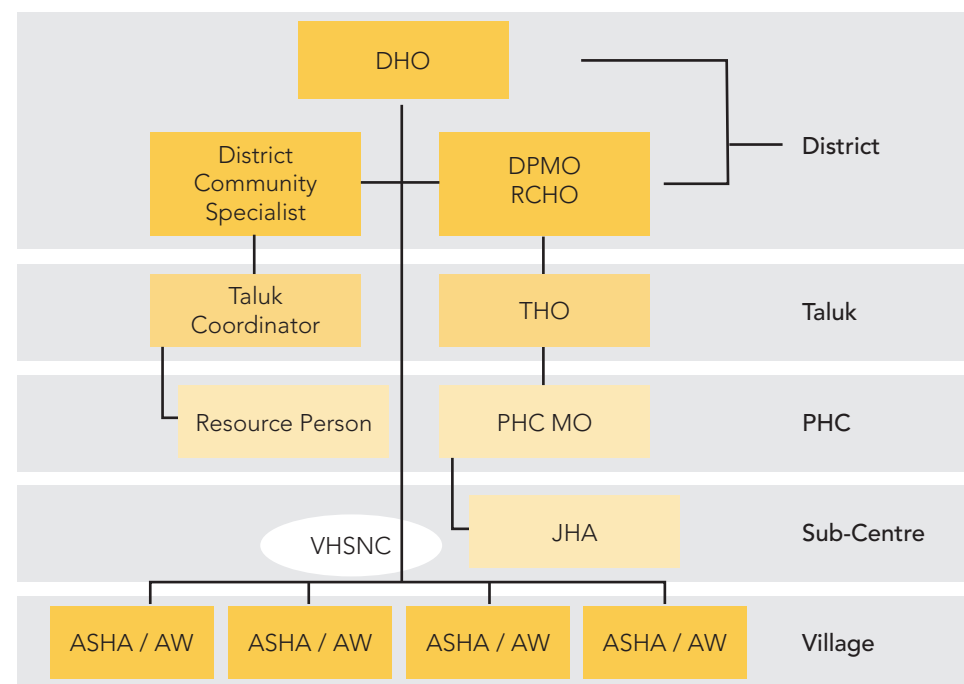 DHO
District
Community
Specialist
DPMO
RCHO
District
Taluk
Coordinator
THO
Taluk
Resource Person
PHC MO
PHC
VHSNC
JHA
Sub-Centre
ASHA / AW
ASHA / AW
ASHA / AW
ASHA / AW
Village